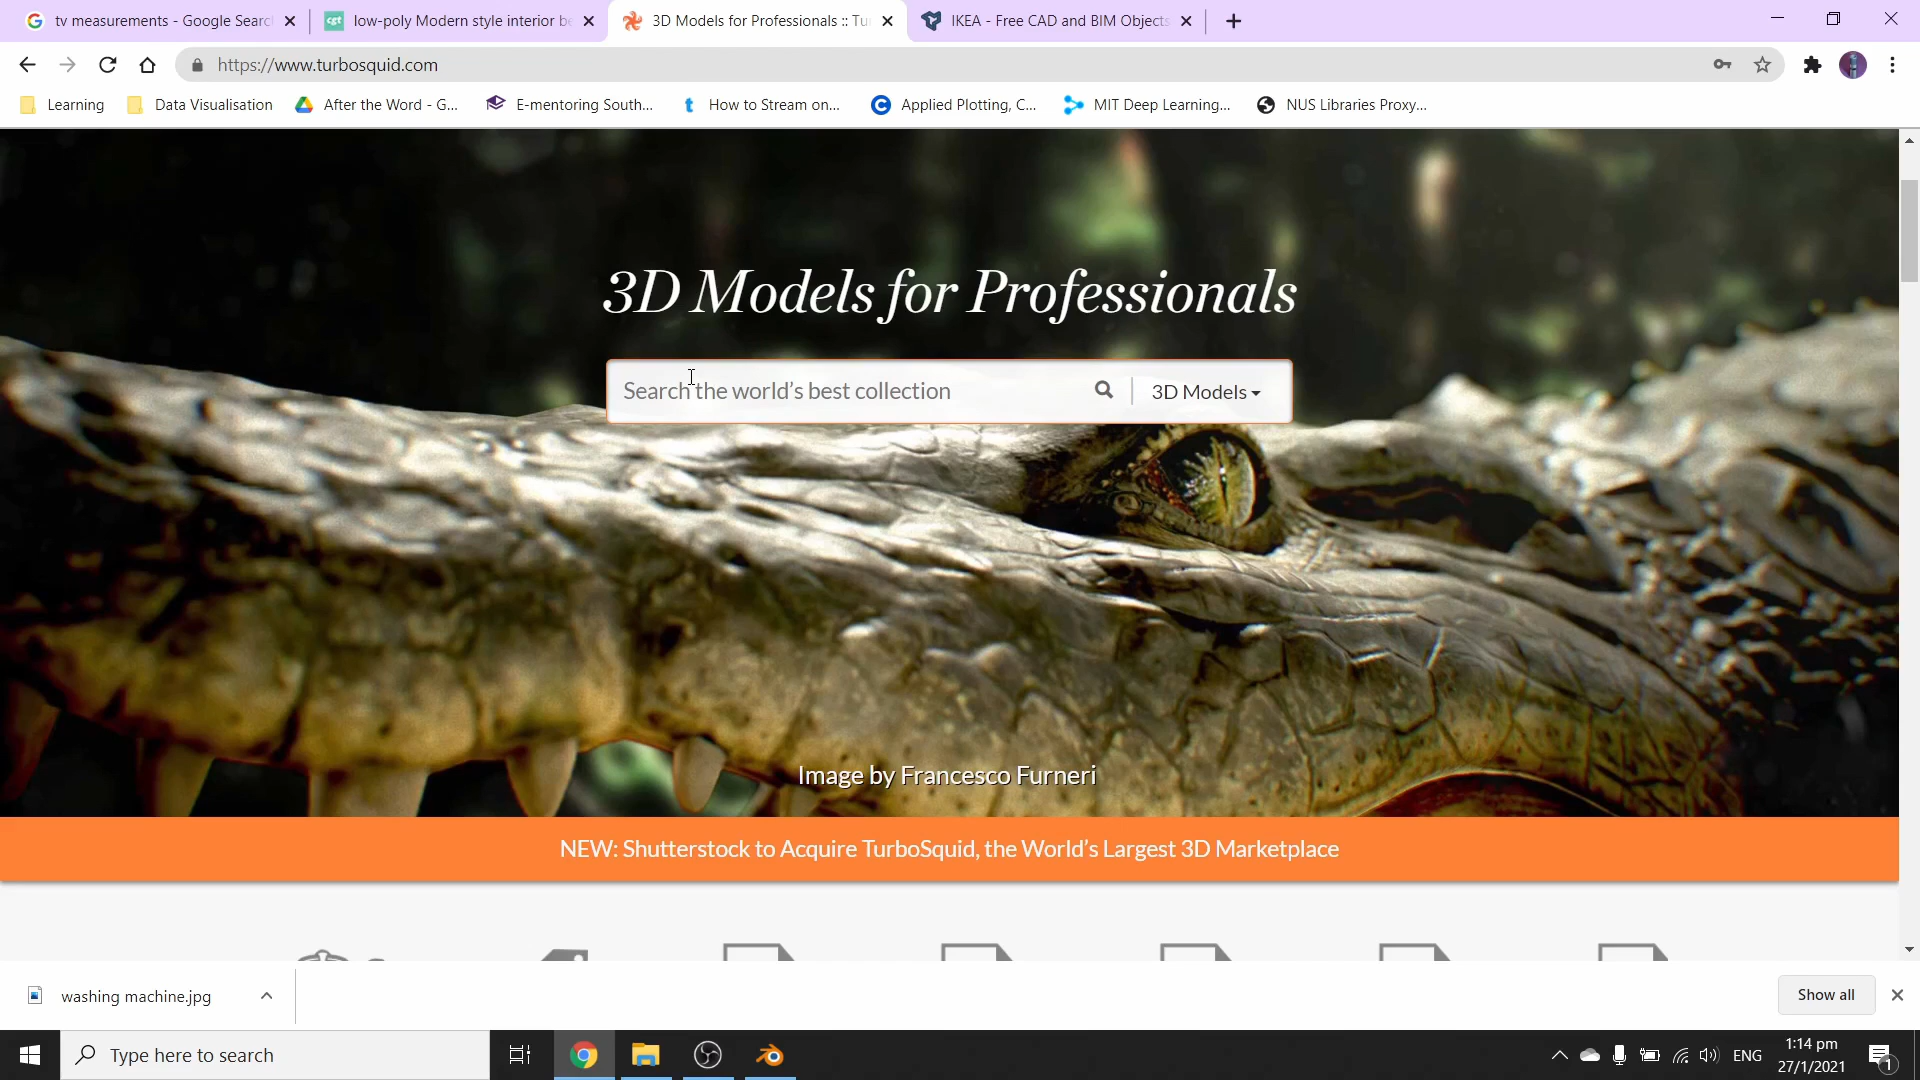 tv measurements - Google Searc
cgt low-poly Modern style interior be
3D Models for Professionals :: Tu
IKEA - Free CAD and BIM Objects
https://www.turbosquid.com
Learning
Data Visualisation
After the Word - G...
E-mentoring South...
How to Stream on...
Applied Plotting, C...
MIT Deep Learning...
NUS Libraries Proxy...
3D Models for Professionals
Search the world's best collection
3D Models
Image by Francesco Furneri
NEW: Shutterstock to Acquire TurboSquid, the World's Largest 3D Marketplace
washing machine.jpg
Show all
Type here to search
ENG
1:14 pm
27/1/2021
1